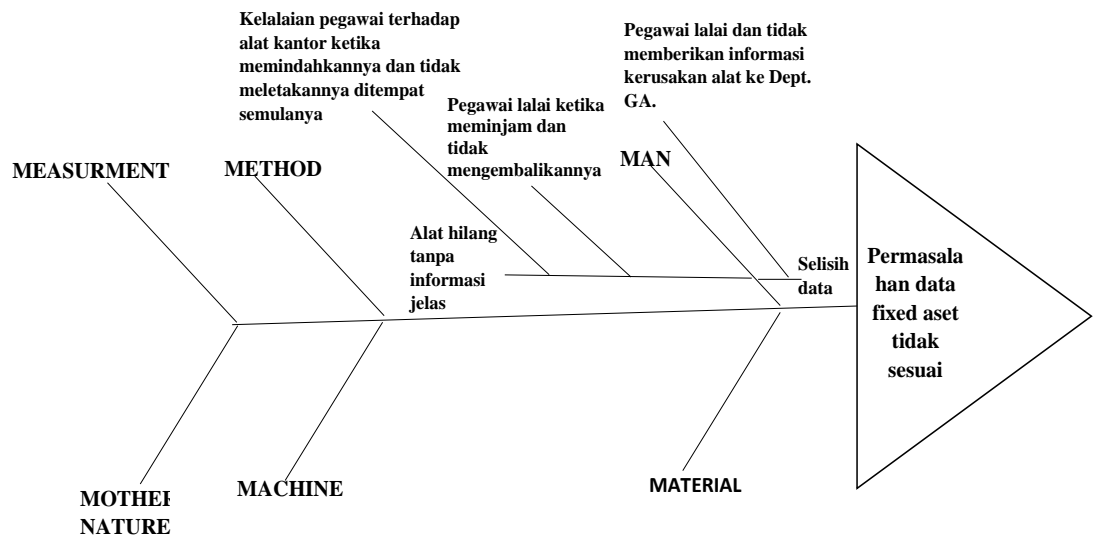 Kelalaian pegawai terhadap
alat kantor ketika
memindahkannya dan tidak
meletakannya ditempat
semulanya
Pegawai lalai ketika
meminjam dan
tidak
mengembalikannya
Pegawai lalai dan tidak
memberikan informasi
kerusakan alat ke Dept.
GA.
MEASURMENT
METHOD
MAN
Alat hilang
tanpa
informasi
jelas
Selisih
data
Permasala
han data
fixed aset
tidak
sesuai
MOTHER
NATURE
MACHINE
MATERIAL